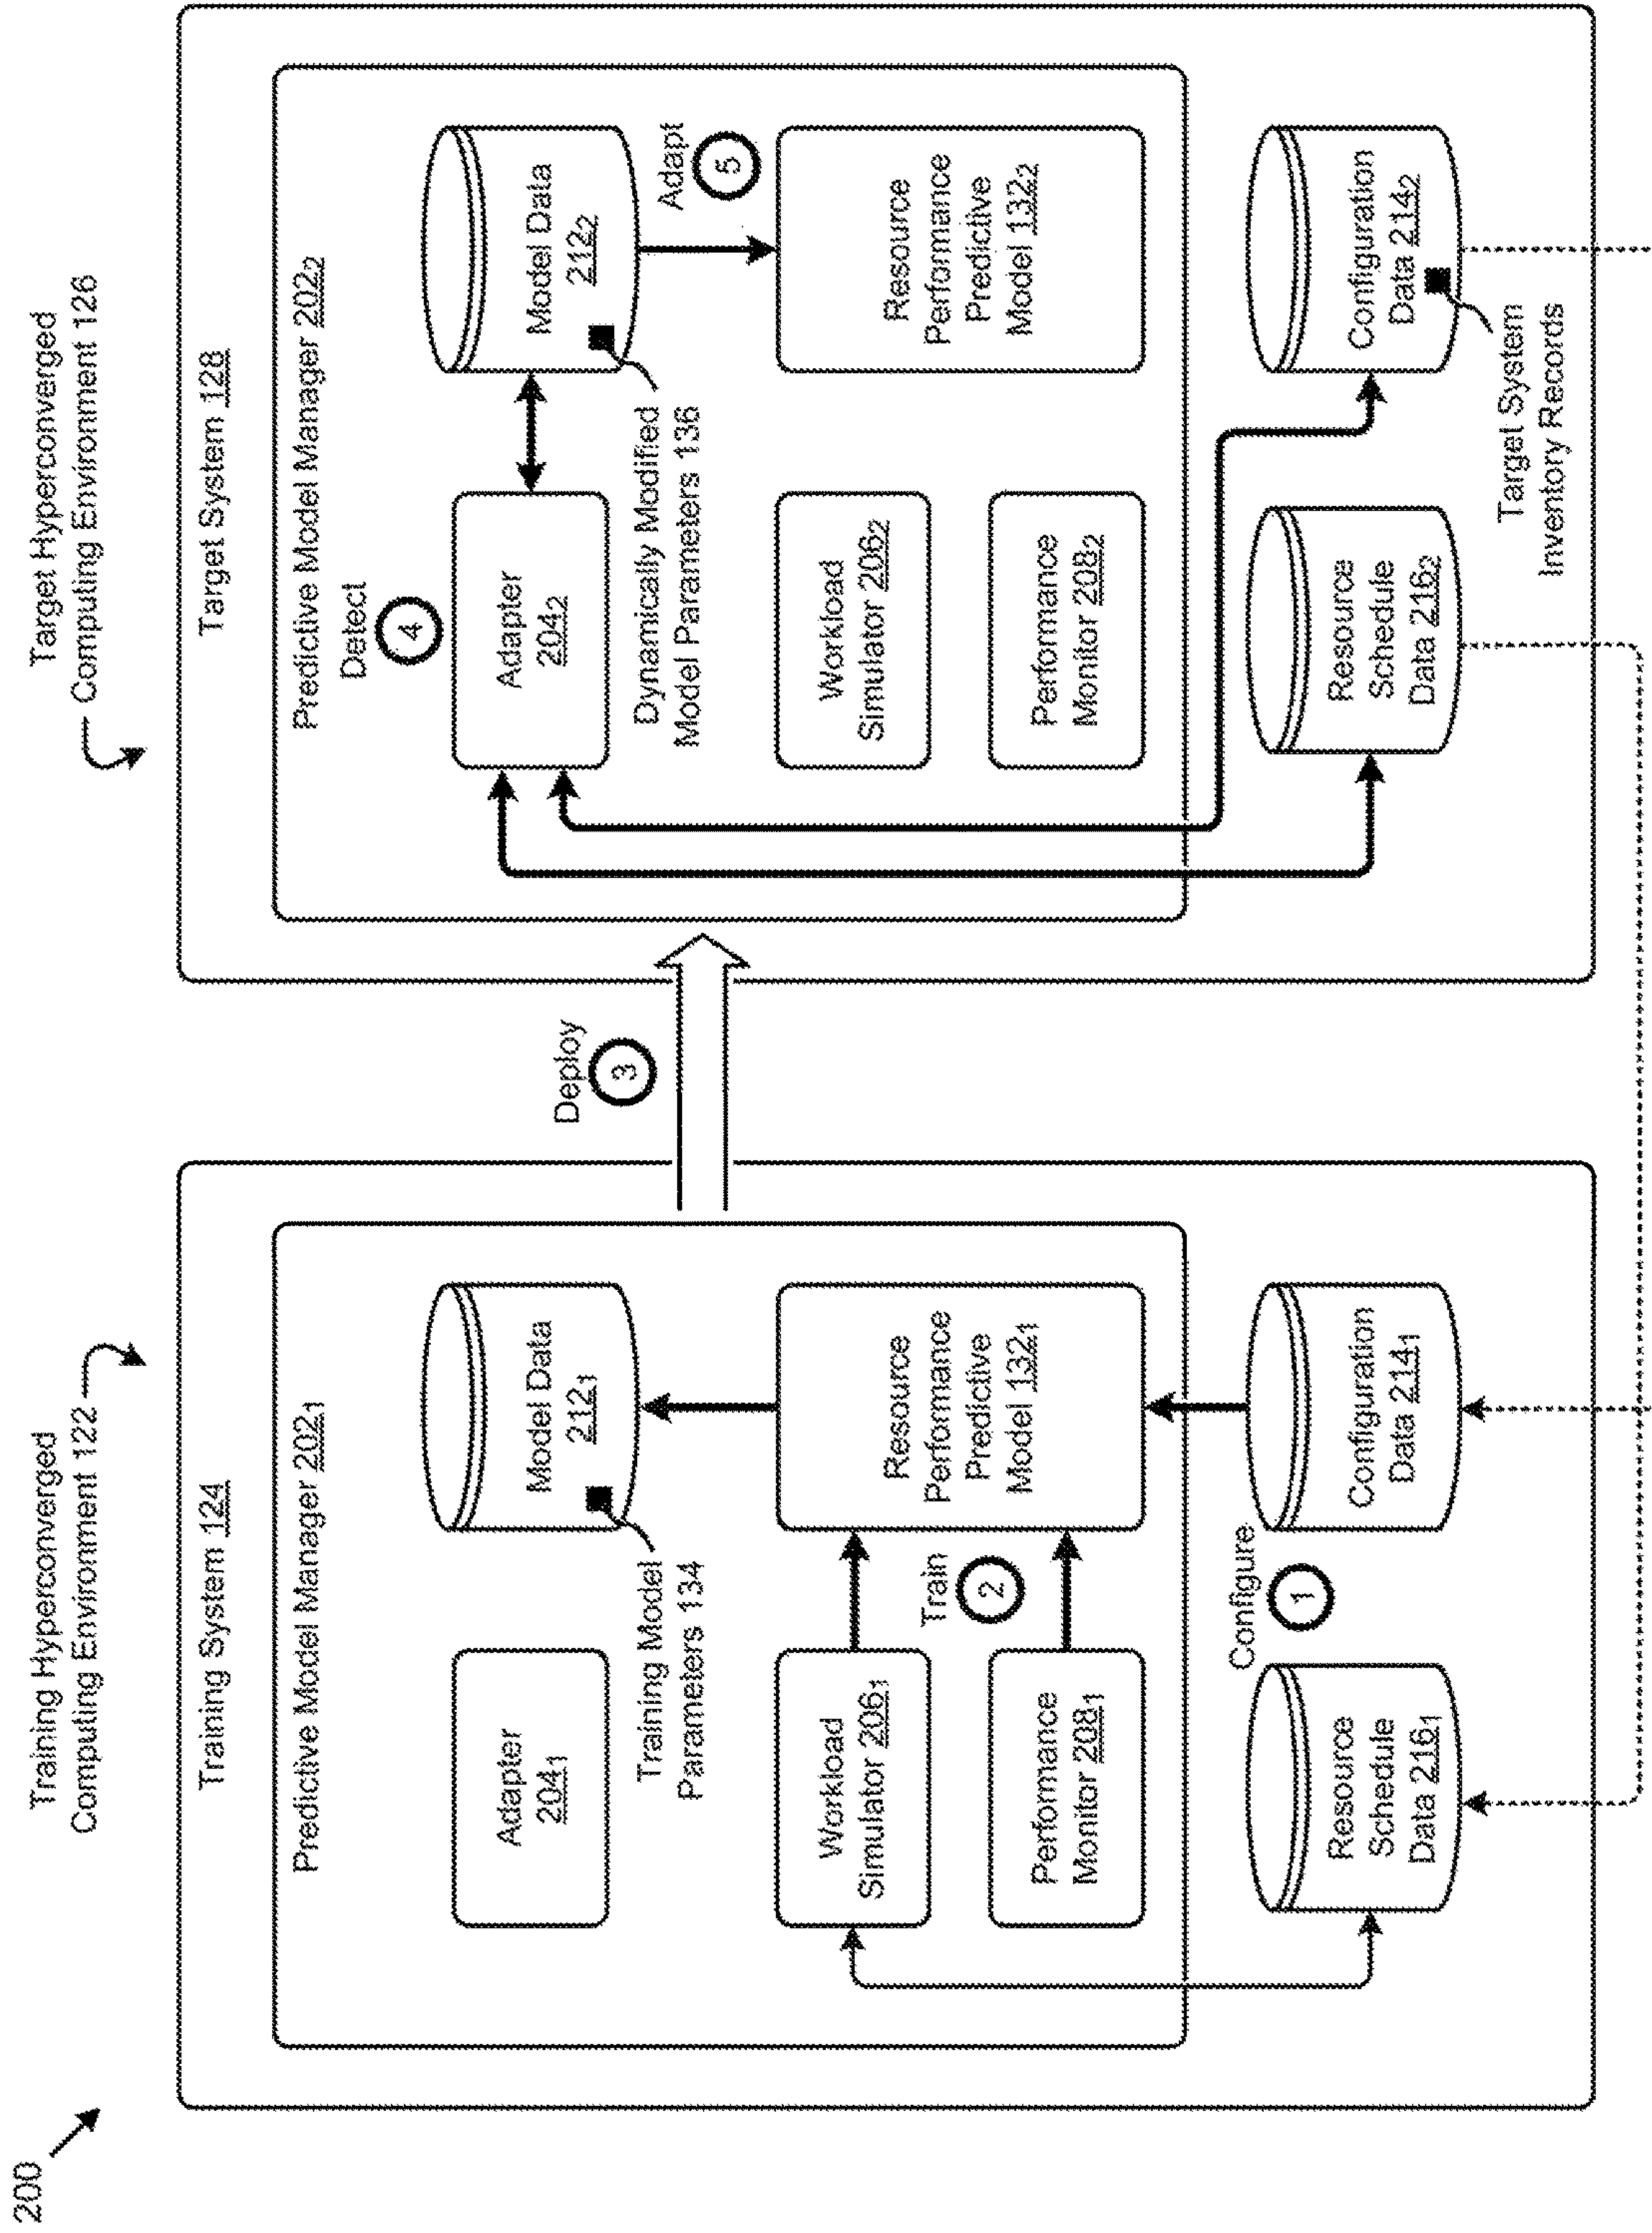 200
Training Hyperconverged
Computing Environment 122
Training System 124
Predictive Model Manager 202₁
Adapter
204₁
Model Data
212₁
Training Model
Parameters 134
Workload
Simulator 206₁
Train
2
Performance
Monitor 208₁
Resource
Performance
Predictive
Model 132₁
Configure
1
Resource
Schedule
Data 216₁
Configuration
Data 214₁
Deploy
3
Target Hyperconverged
Computing Environment 126
Target System 128
Predictive Model Manager 202₂
Detect
4
Adapter
204₂
Model Data
212₂
Dynamically Modified
Model Parameters 136
Adapt
5
Workload
Simulator 206₂
Performance
Monitor 208₂
Resource
Performance
Predictive
Model 132₂
Resource
Schedule
Data 216₂
Configuration
Data 214₂
Target System
Inventory Records